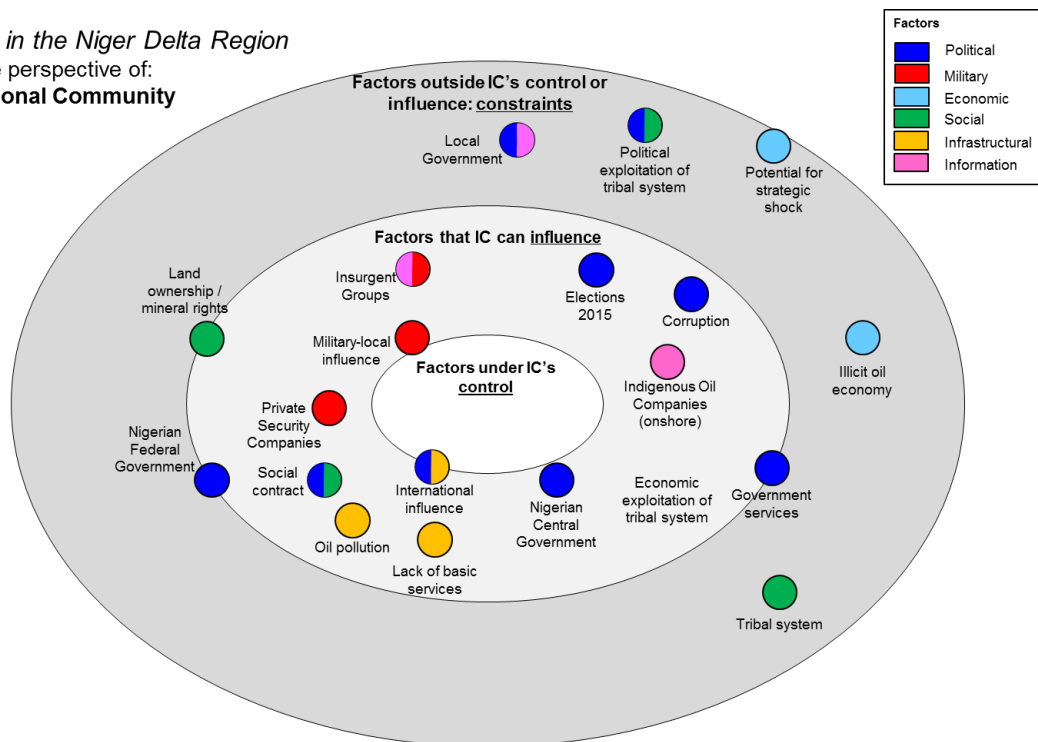 in the Niger Delta Region
perspective of:
onal Community
Factors
Political
Military
Economic
Social
Infrastructural
Information
Factors outside IC's control or
influence: constraints
Local
Government
Political
exploitation of
tribal system
Potential for
strategic
shock
Factors that IC can influence
Insurgent
Groups
Elections
2015
Corruption
Land
ownership /
mineral rights
Military-local
influence
Factors under IC's
control
Indigenous Oil
Companies
(onshore)
Illicit oil
economy
Private
Security
Companies
Nigerian
Federal
Government
Social
contract
International
influence
Nigerian
Central
Government
Economic
exploitation of
tribal system
Government
services
Oil pollution
Lack of basic
services
Tribal system